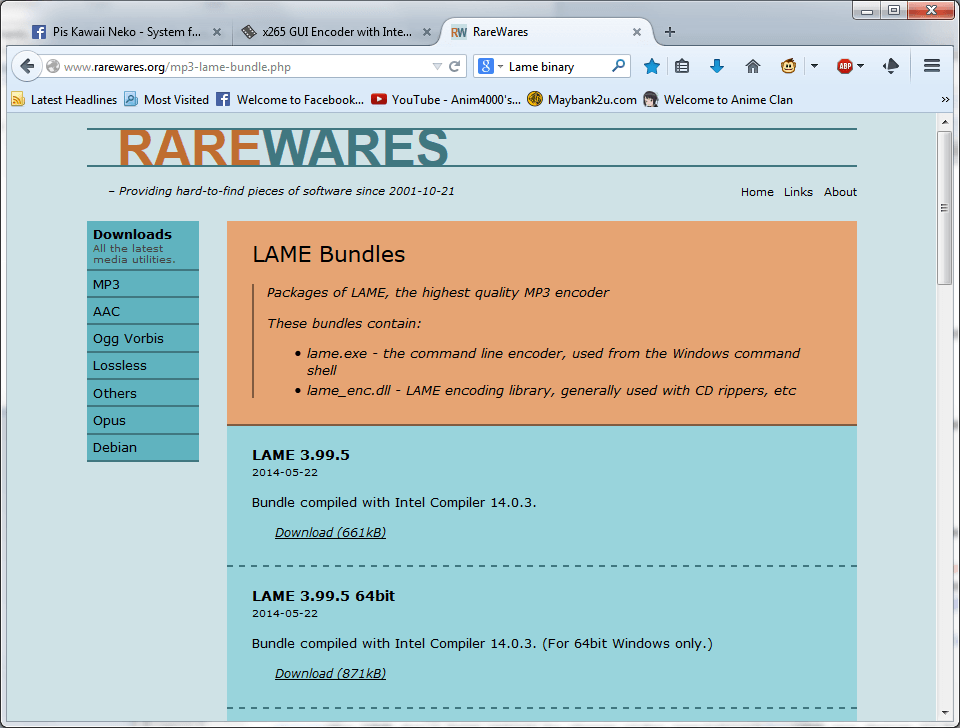 Pis Kawaii Neko - System f...
x265 GUI Encoder with Inte...
RW RareWares
www.rarewares.org/mp3-lame-bundle.php
8 Lame binary
ABP
Latest Headlines
Most Visited
Welcome to Facebook...
YouTube - Anim4000's...
Maybank2u.com
Welcome to Anime Clan
»
RAREWARES
– Providing hard-to-find pieces of software since 2001-10-21
Home Links About
Downloads
All the latest
media utilities.
MP3
AAC
Ogg Vorbis
Lossless
Others
Opus
Debian
LAME Bundles
Packages of LAME, the highest quality MP3 encoder
These bundles contain:
• lame.exe - the command line encoder, used from the Windows command
shell
• lame_enc.dll - LAME encoding library, generally used with CD rippers, etc
LAME 3.99.5
2014-05-22
Bundle compiled with Intel Compiler 14.0.3.
Download (661kB)
LAME 3.99.5 64bit
2014-05-22
Bundle compiled with Intel Compiler 14.0.3. (For 64bit Windows only.)
Download (871kB)